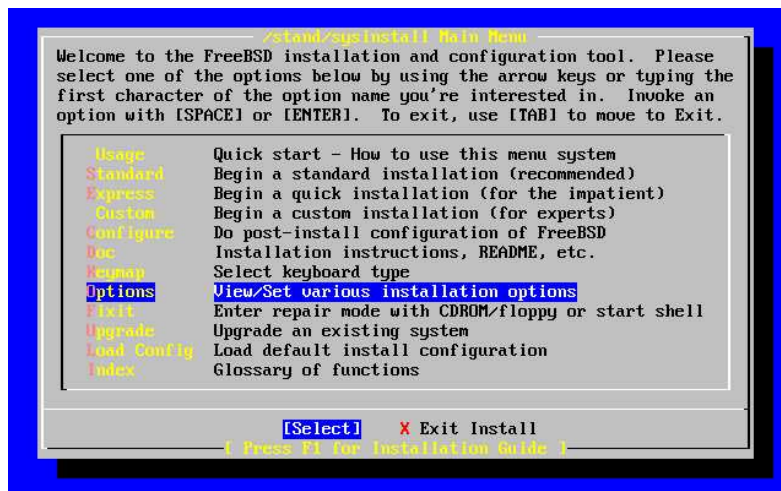 /stand/sysinstall Main Menu
Welcome to the FreeBSD installation and configuration tool.  Please
select one of the options below by using the arrow keys or typing the
first character of the option name you're interested in.  Invoke an
option with [SPACE] or [ENTER].  To exit, use [TAB] to move to Exit.
Usage Quick start - How to use this menu system
Standard Begin a standard installation (recommended)
Express Begin a quick installation (for the impatient)
Custom Begin a custom installation (for experts)
Configure Do post-install configuration of FreeBSD
Doc Installation instructions, README, etc.
Keymap Select keyboard type
Options View/Set various installation options
Fixit Enter repair mode with CDROM/floppy or start shell
Upgrade Upgrade an existing system
Load Config Load default install configuration
Index Glossary of functions
[Select] X Exit Install
[ Press F1 for Installation Guide ]